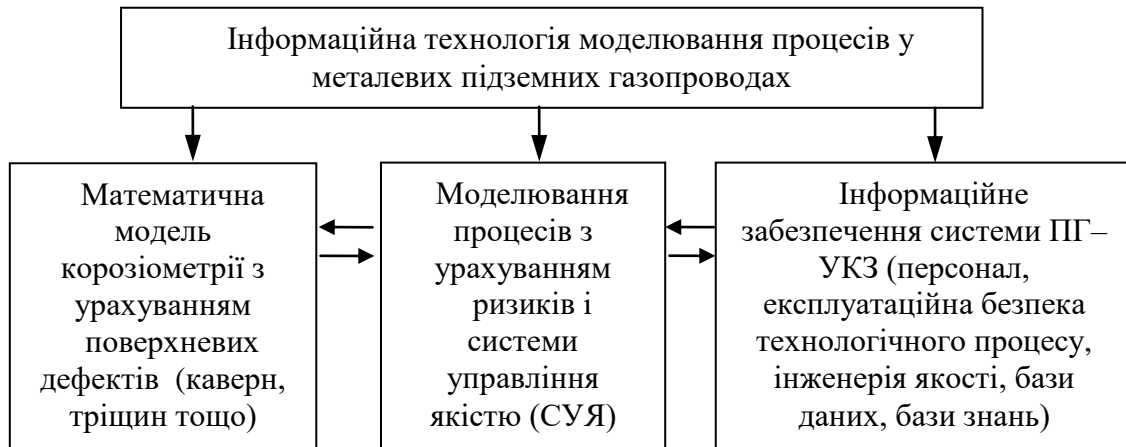 Інформаційна технологія моделювання процесів у
металевих підземних газопроводах
Математична
модель
корозіометрії з
урахуванням
поверхневих
дефектів (каверн,
тріщин тощо)
Моделювання
процесів з
урахуванням
ризиків і
системи
управління
якістю (СУЯ)
Інформаційне
забезпечення системи ПГ–
УКЗ (персонал,
експлуатаційна безпека
технологічного процесу,
інженерія якості, бази
даних, бази знань)